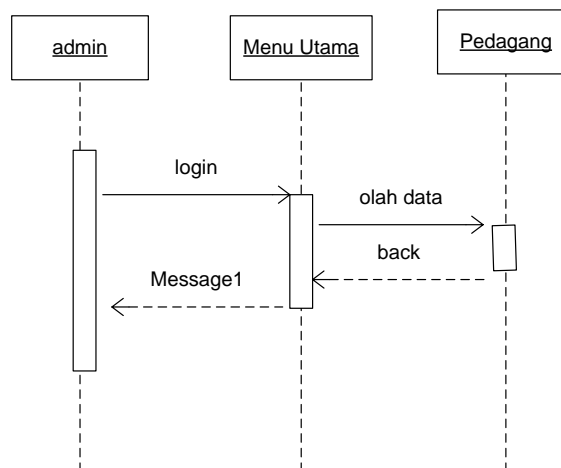 admin
Menu Utama
Pedagang
login
olah data
back
Message1